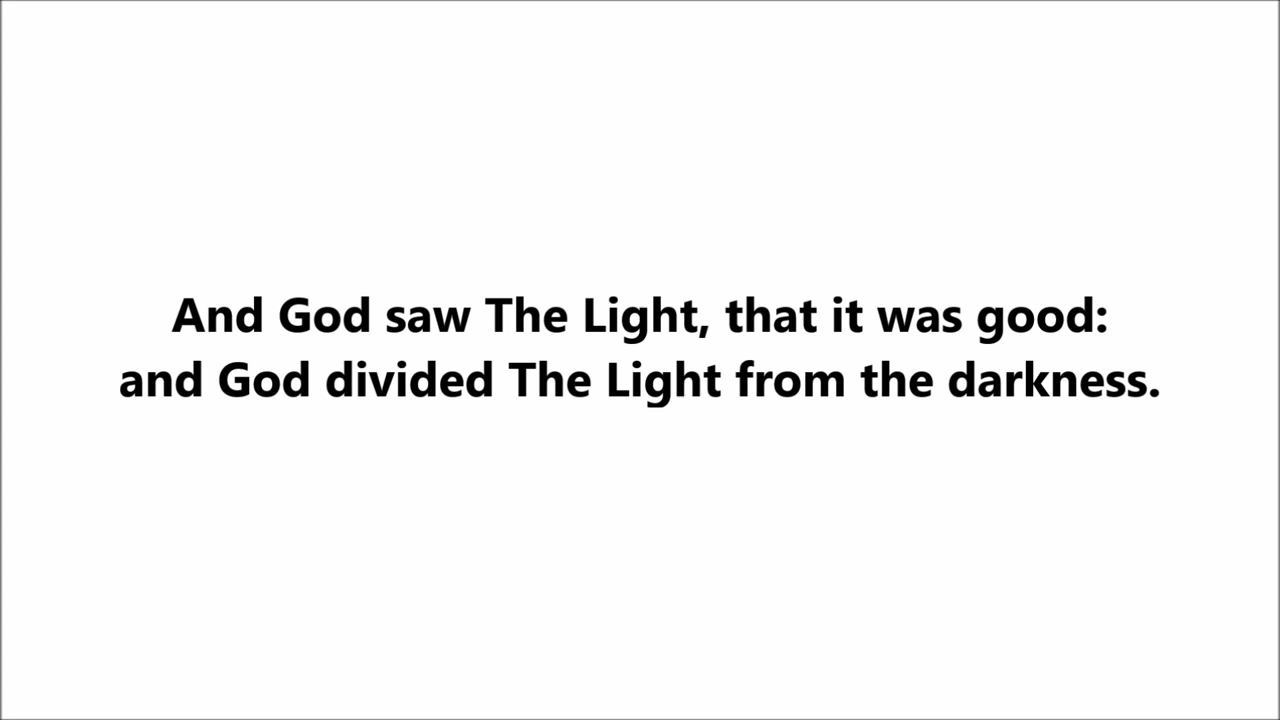 And God saw The Light, that it was good:
and God divided The Light from the darkness.